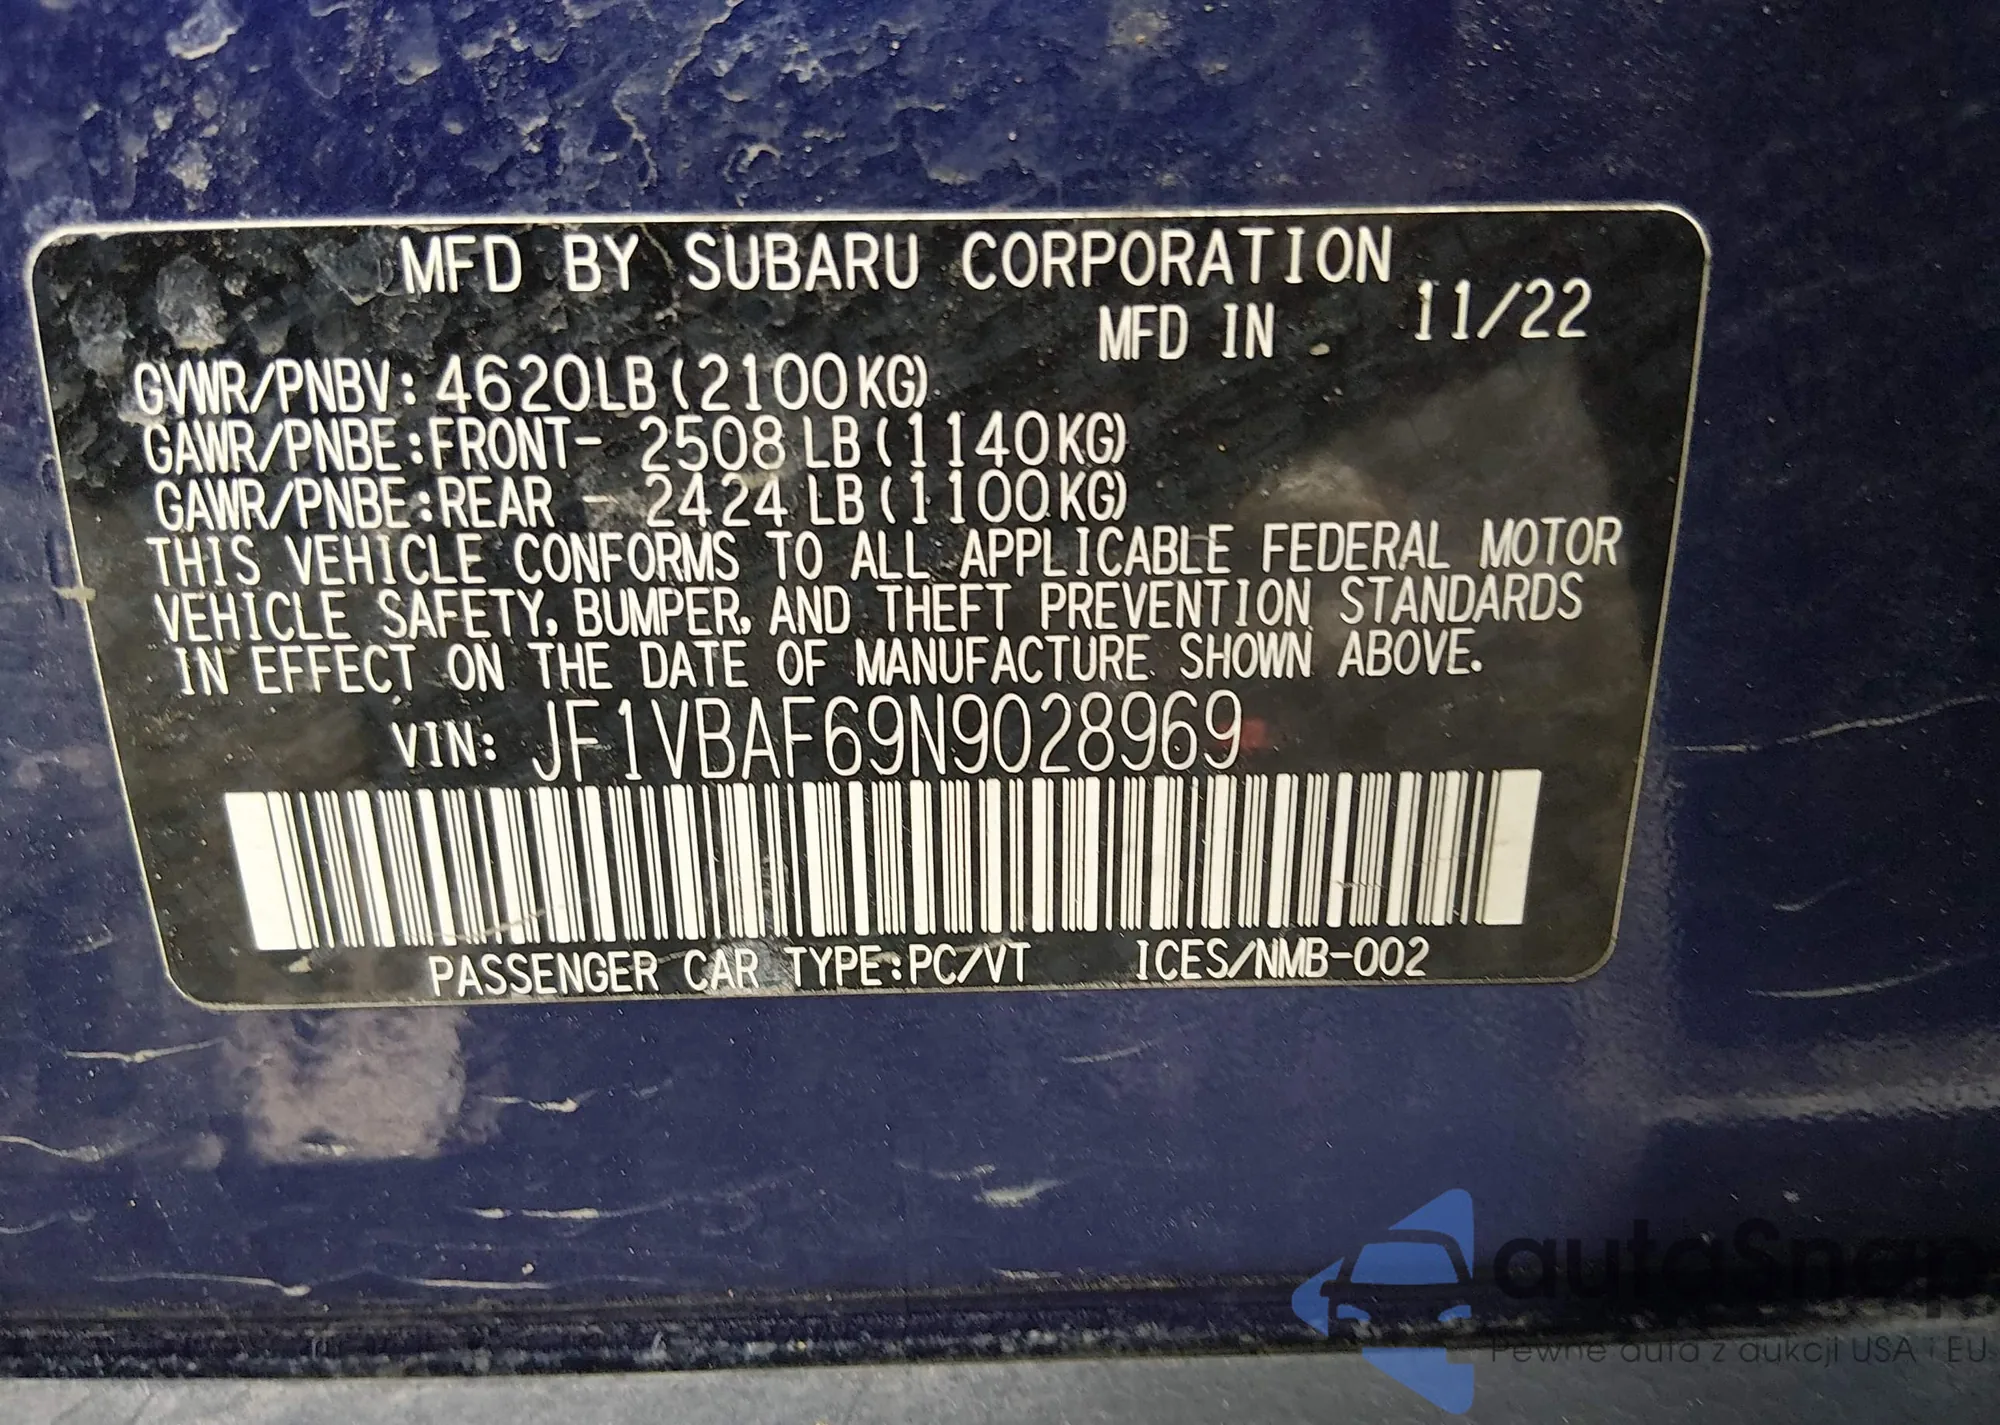 MFD BY SUBARU CORPORATION
MFD IN 11/22
GVWR/PNBV: 4620LB (2100KG)
GAWR/PNBE:FRONT- 2508 LB (1140KG)
GAWR/PNBE:REAR - 2424 LB (1100KG)
THIS VEHICLE CONFORMS TO ALL APPLICABLE FEDERAL MOTOR
VEHICLE SAFETY, BUMPER, AND THEFT PREVENTION STANDARDS
IN EFFECT ON THE DATE OF MANUFACTURE SHOWN ABOVE.
VIN: JF1VBAF69N9028969
PASSENGER CAR TYPE:PC/VT ICES/NMB-002
autaSnap.
Pewne auta z aukcji USA i EU